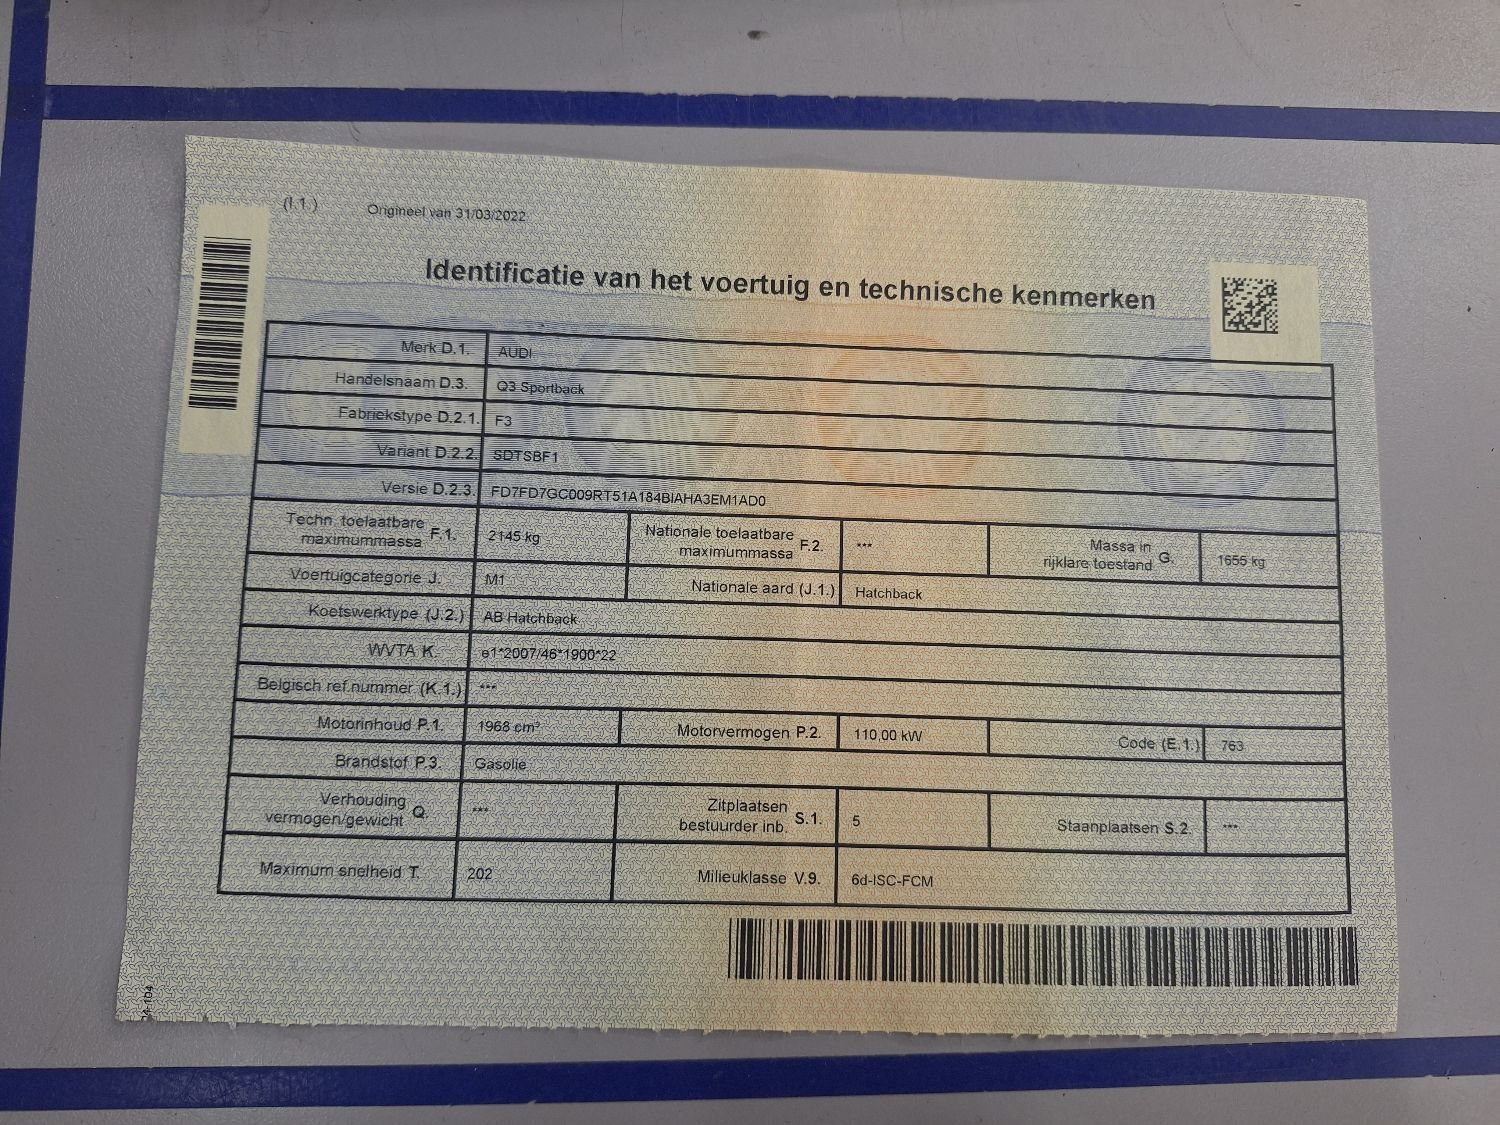 (I.1.) Origineel van 31/03/2022
Identificatie van het voertuig en technische kenmerken
Merk D.1. AUDI
Handelsnaam D.3. Q3 Sportback
Fabriekstype D.2.1. F3
Variant D.2.2. SDTSBF1
Versie D.2.3. FD7FD7GC009RT51A184BIAHA3EM1AD0
Techn. toelaatbare maximummassa F.1. 2145 kg Nationale toelaatbare maximummassa F.2. *** Massa in rijklare toestand G. 1655 kg
Voertuigcategorie J. M1 Nationale aard (J.1.) Hatchback
Koetswerktype (J.2.) AB Hatchback
WVTA K. e1*2007/46*1900*22
Belgisch ref.nummer (K.1.) ***
Motorinhoud P.1. 1968 cm³ Motorvermogen P.2. 110,00 kW Code (E.1.) 763
Brandstof P.3. Gasolie
Verhouding vermogen/gewicht Q. *** Zitplaatsen bestuurder inb. S.1. 5 Staanplaatsen S.2. ***
Maximum snelheid T. 202 Milieuklasse V.9. 6d-ISC-FCM